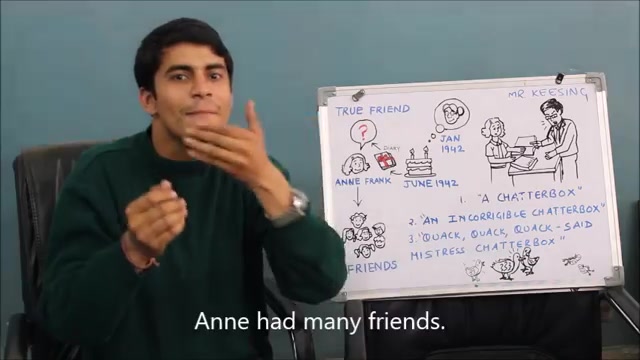 TRUE FRIEND
MR. KEESING
?
DIARY
JAN
1942
ANNE FRANK
JUNE 1942
1. "A CHATTERBOX"
2. "AN INCORRIGIBLE CHATTERBOX"
3. "QUACK, QUACK, QUACK - SAID
MISTRESS CHATTERBOX"
FRIENDS
Anne had many friends.